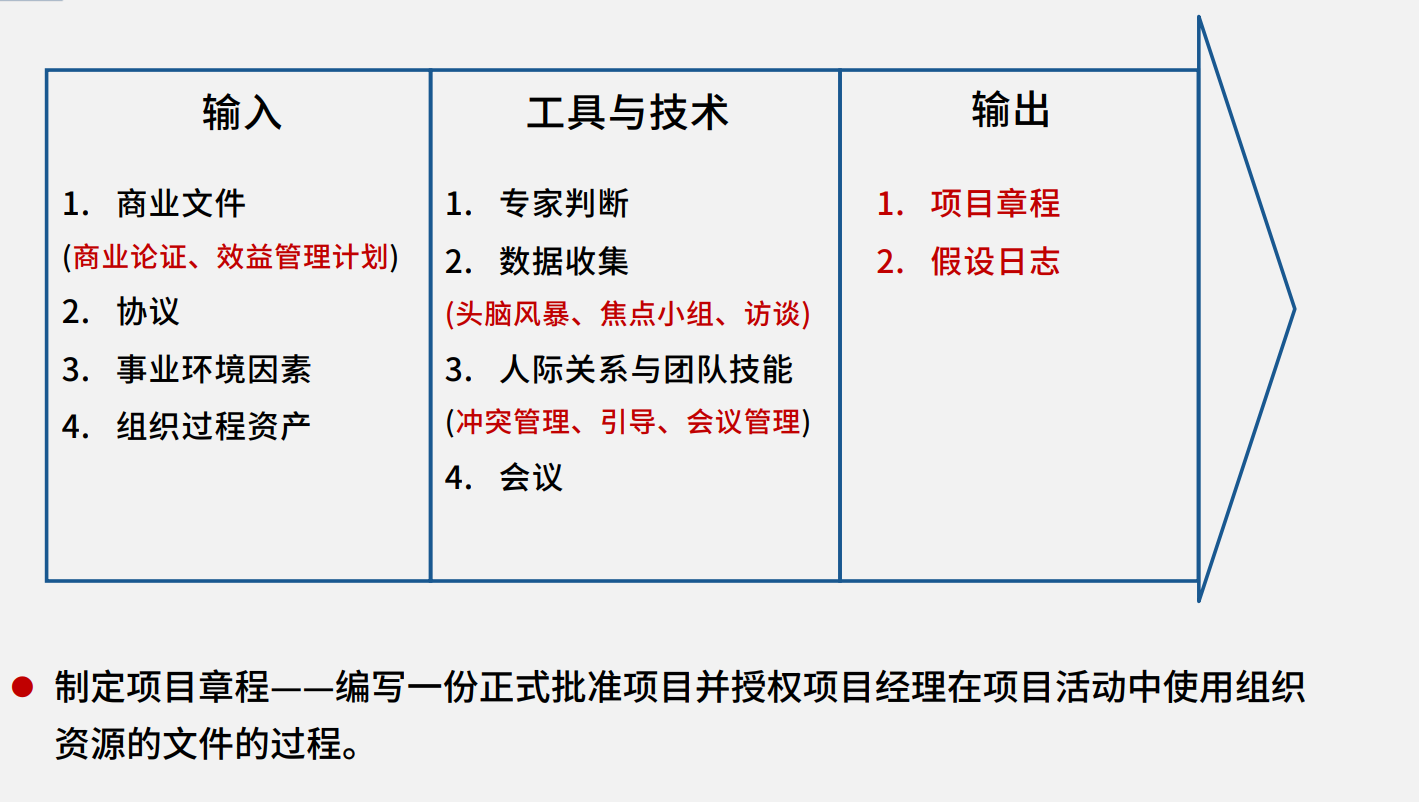 输入
1. 商业文件
(商业论证、效益管理计划)
2. 协议
3. 事业环境因素
4. 组织过程资产
工具与技术
1. 专家判断
2. 数据收集
(头脑风暴、焦点小组、访谈)
3. 人际关系与团队技能
(冲突管理、引导、会议管理)
4. 会议
输出
1. 项目章程
2. 假设日志
制定项目章程——编写一份正式批准项目并授权项目经理在项目活动中使用组织
资源的文件的过程。